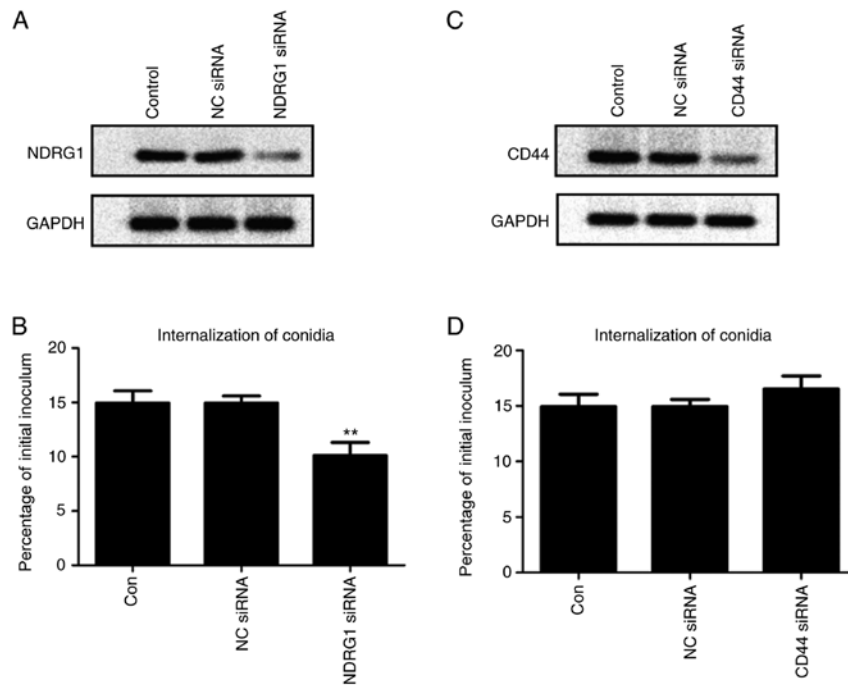 A
Control
NC siRNA
NDRG1 siRNA
NDRG1
GAPDH
C
Control
NC siRNA
CD44 siRNA
CD44
GAPDH
B
Internalization of conidia
Percentage of initial inoculum
20
15
10
5
0
**
Con
NC siRNA
NDRG1 siRNA
D
Internalization of conidia
Percentage of initial inoculum
20
15
10
5
0
Con
NC siRNA
CD44 siRNA